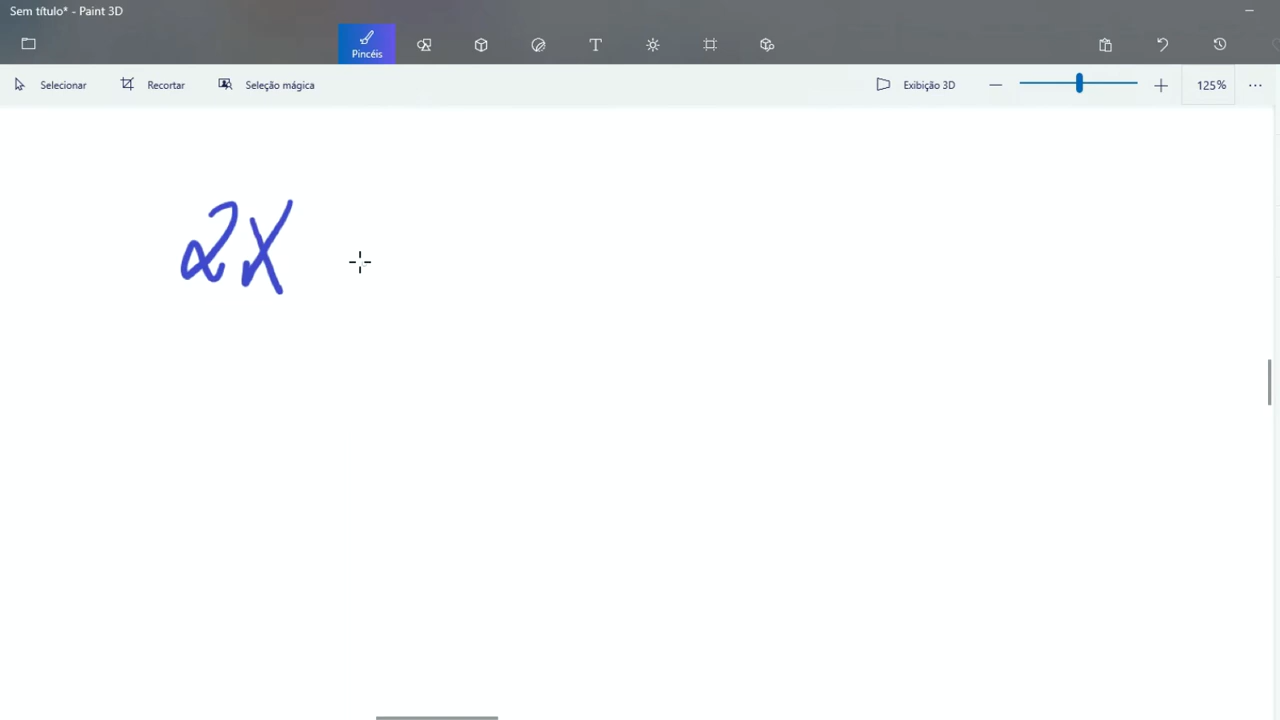 Sem título* - Paint 3D
Pincéis
Selecionar Recortar Seleção mágica Exibição 3D 125%
2X